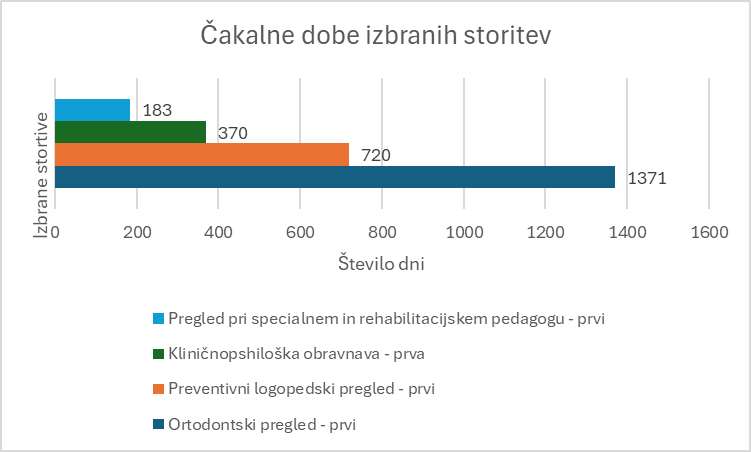 Čakalne dobe izbranih storitev
Izbrane stortive
183
370
720
1371
0 200 400 600 800 1000 1200 1400 1600
Število dni
Pregled pri specialnem in rehabilitacijskem pedagogu - prvi
Kliničnopshiloška obravnava - prva
Preventivni logopedski pregled - prvi
Ortodontski pregled - prvi